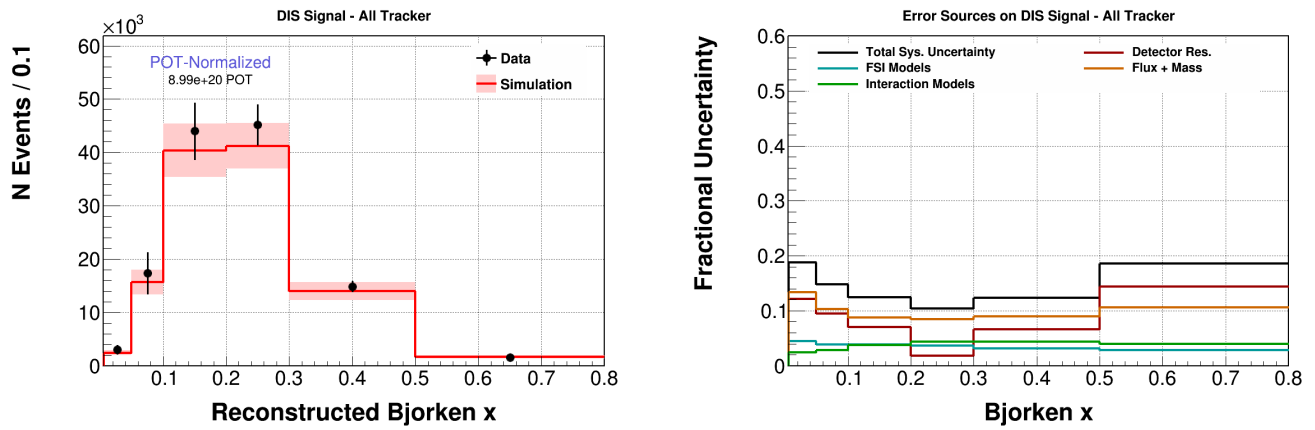 DIS Signal - All Tracker
×10³
N Events / 0.1
60
50
40
30
20
10
0
POT-Normalized
8.99e+20 POT
Data
Simulation
0.1 0.2 0.3 0.4 0.5 0.6 0.7 0.8
Reconstructed Bjorken x
Error Sources on DIS Signal - All Tracker
Fractional Uncertainty
0.6
0.5
0.4
0.3
0.2
0.1
0
Total Sys. Uncertainty
FSI Models
Interaction Models
Detector Res.
Flux + Mass
0.1 0.2 0.3 0.4 0.5 0.6 0.7 0.8
Bjorken x